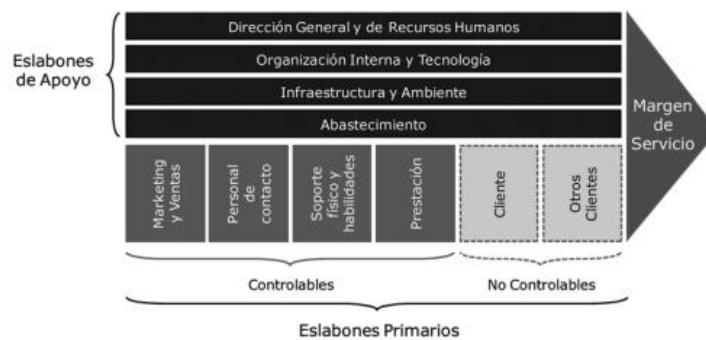 Dirección General y de Recursos Humanos
Eslabones
de Apoyo
Organización Interna y Tecnología
Infraestructura y Ambiente
Abastecimiento
Margen
de
Servicio
Marketing
y Ventas
Personal
de
contacto
Soporte
físico y
habilidades
Prestación
Cliente
Otros
Clientes
Controlables
No Controlables
Eslabones Primarios